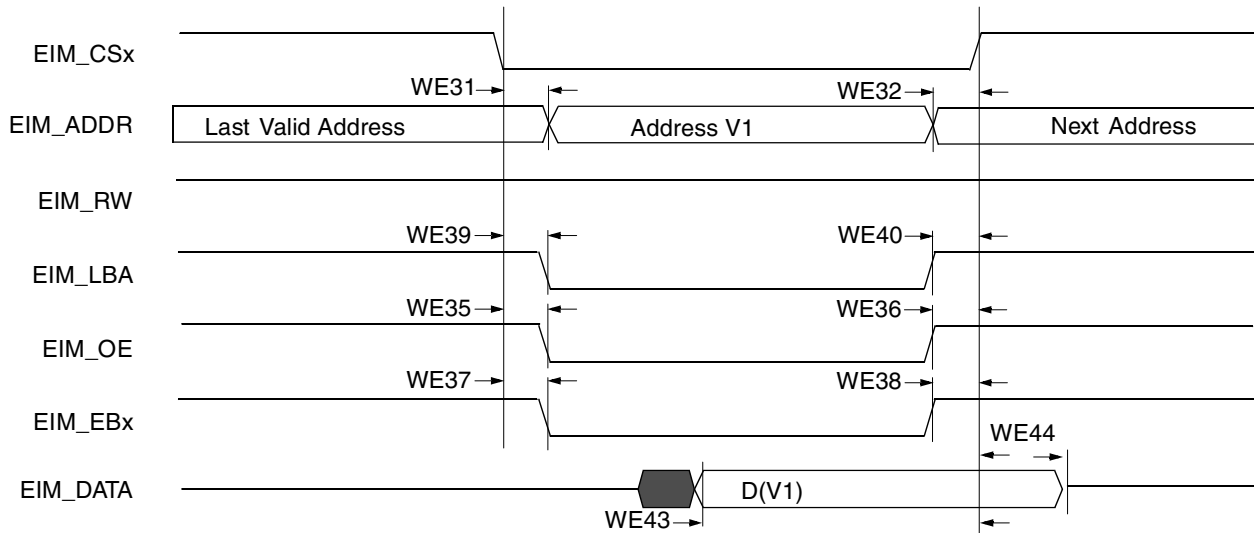 EIM_CSx
WE31
WE32
EIM_ADDR
Last Valid Address
Address V1
Next Address
EIM_RW
WE39
WE40
EIM_LBA
WE35
WE36
EIM_OE
WE37
WE38
EIM_EBx
WE44
EIM_DATA
D(V1)
WE43